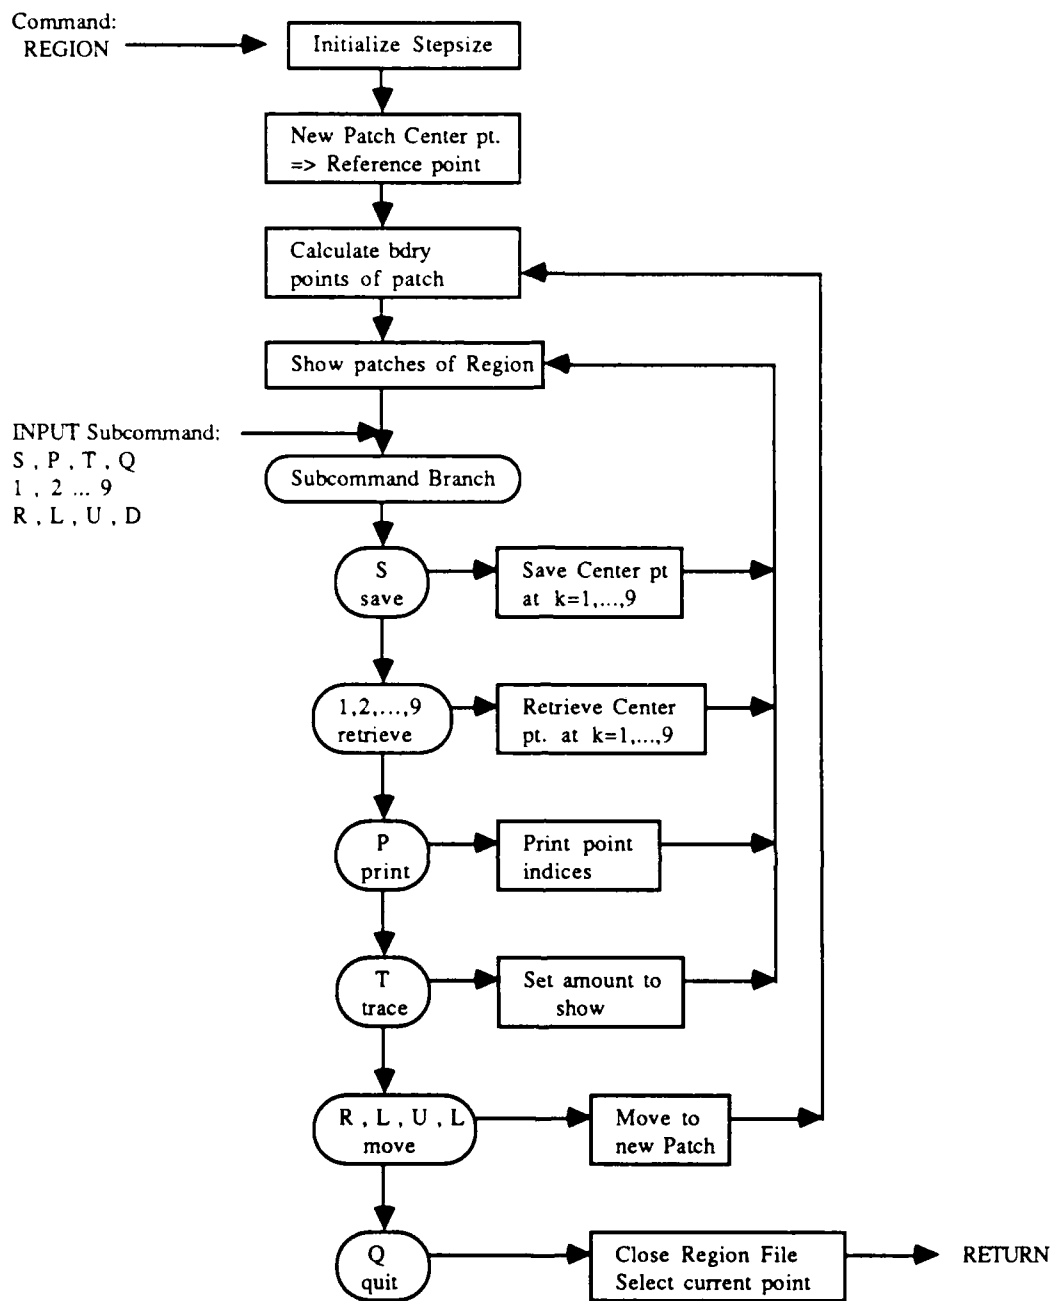 Command:
REGION
Initialize Stepsize
New Patch Center pt.
=> Reference point
Calculate bdry
points of patch
Show patches of Region
INPUT Subcommand:
S , P , T , Q
1 , 2 ... 9
R , L , U , D
Subcommand Branch
S
save
Save Center pt
at k=1,...,9
1,2,...,9
retrieve
Retrieve Center
pt. at k=1,...,9
P
print
Print point
indices
T
trace
Set amount to
show
R , L , U , L
move
Move to
new Patch
Q
quit
Close Region File
Select current point
RETURN